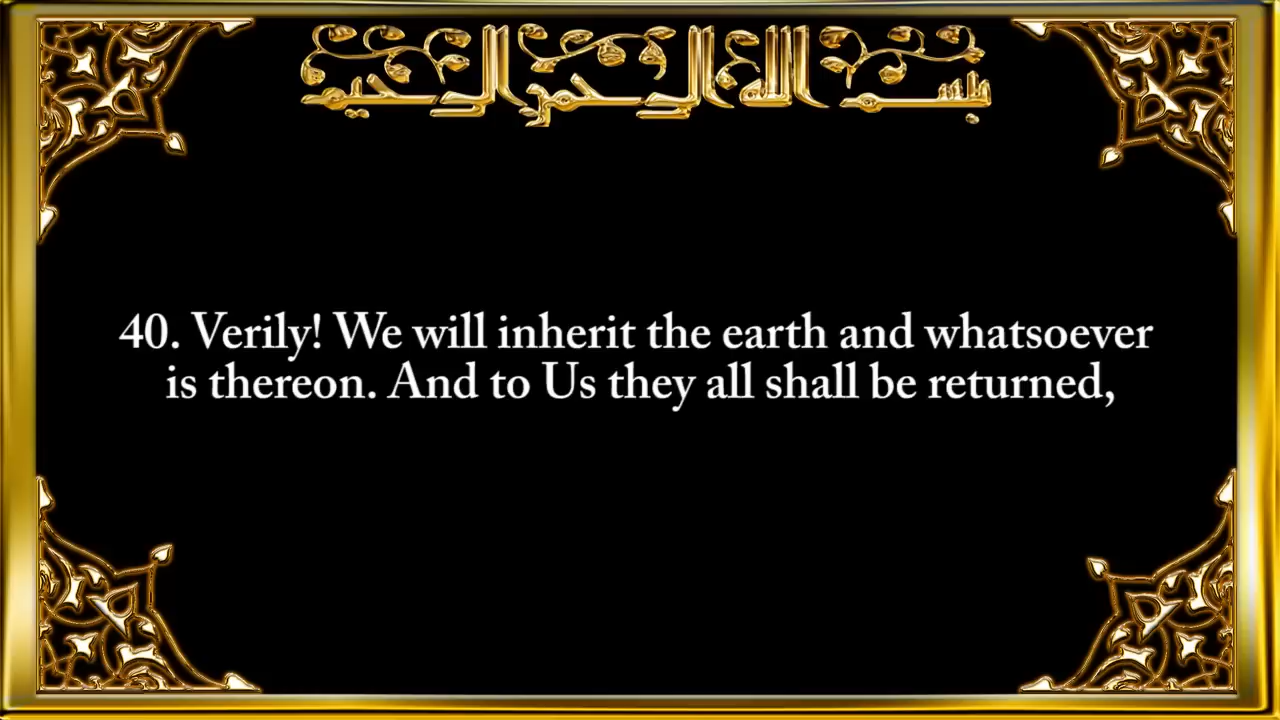 بسم الله الرحمن الرحيم
40. Verily! We will inherit the earth and whatsoever
is thereon. And to Us they all shall be returned,